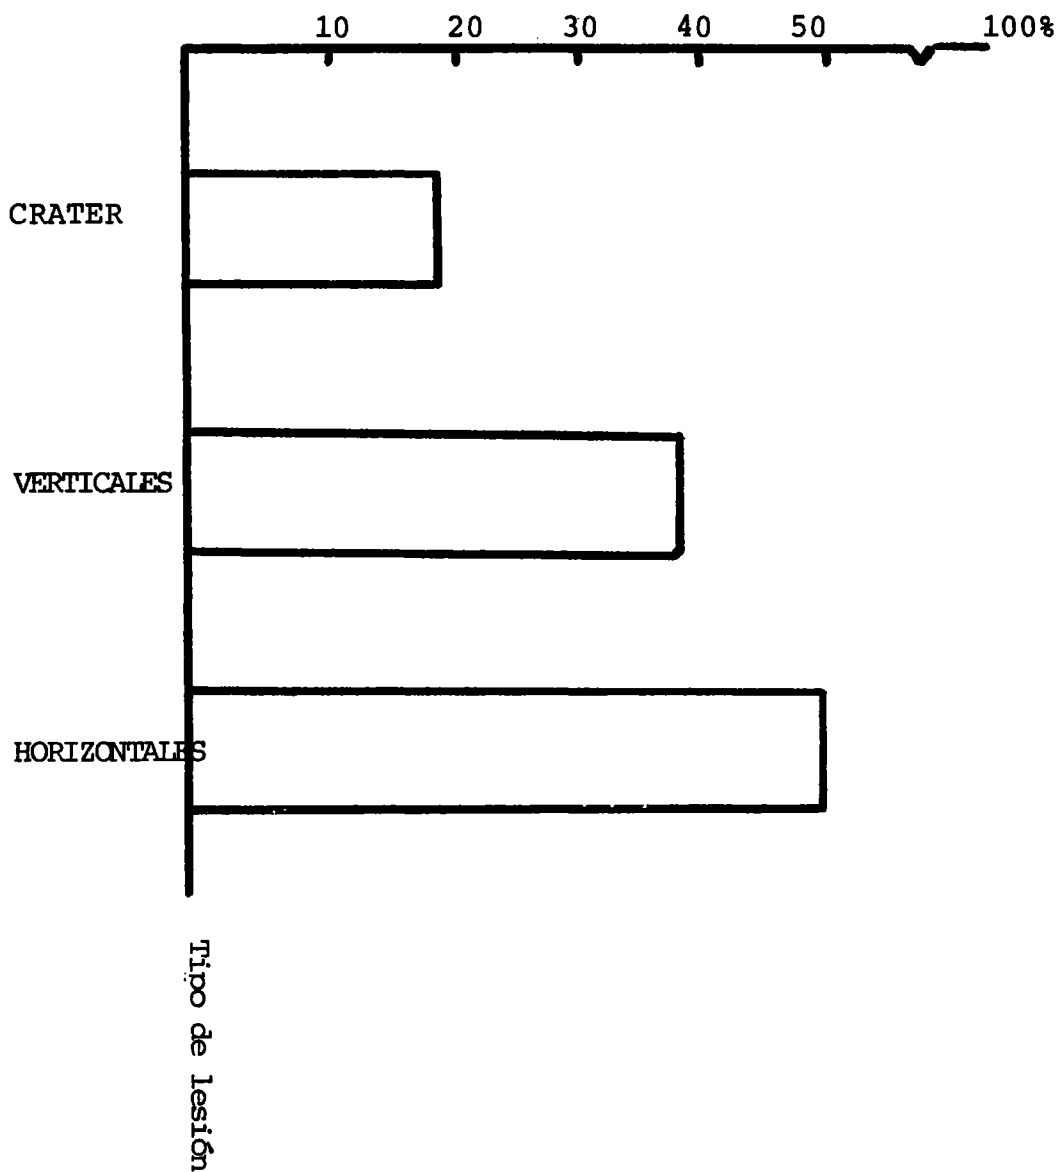 10 20 30 40 50 100%
CRATER
VERTICALES
HORIZONTALES
Tipo de lesión